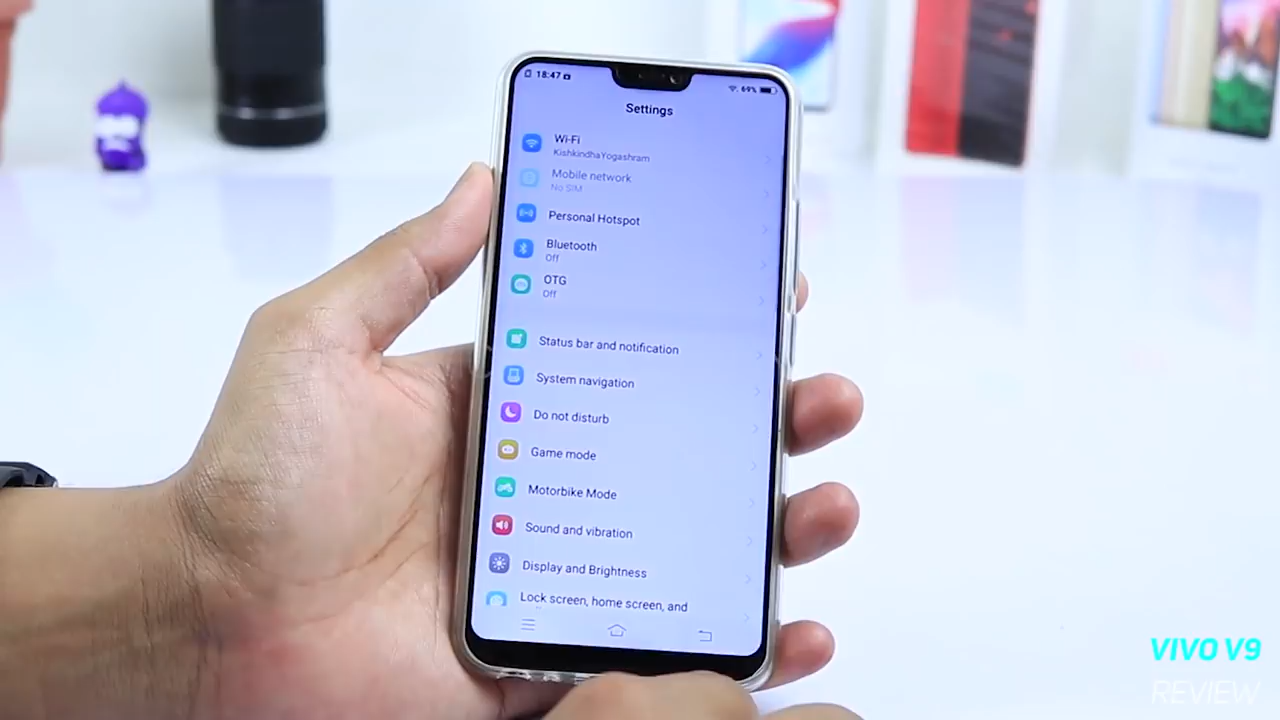 18:47
69%
Settings
Wi-Fi
KishkindhaYogashram
Mobile network
No SIM
Personal Hotspot
Bluetooth
Off
OTG
Off
Status bar and notification
System navigation
Do not disturb
Game mode
Motorbike Mode
Sound and vibration
Display and Brightness
Lock screen, home screen, and
VIVO V9
REVIEW